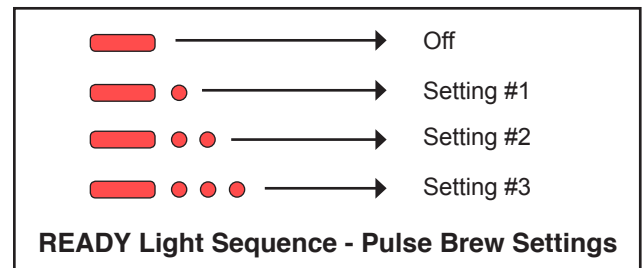 Off
Setting #1
Setting #2
Setting #3
READY Light Sequence - Pulse Brew Settings